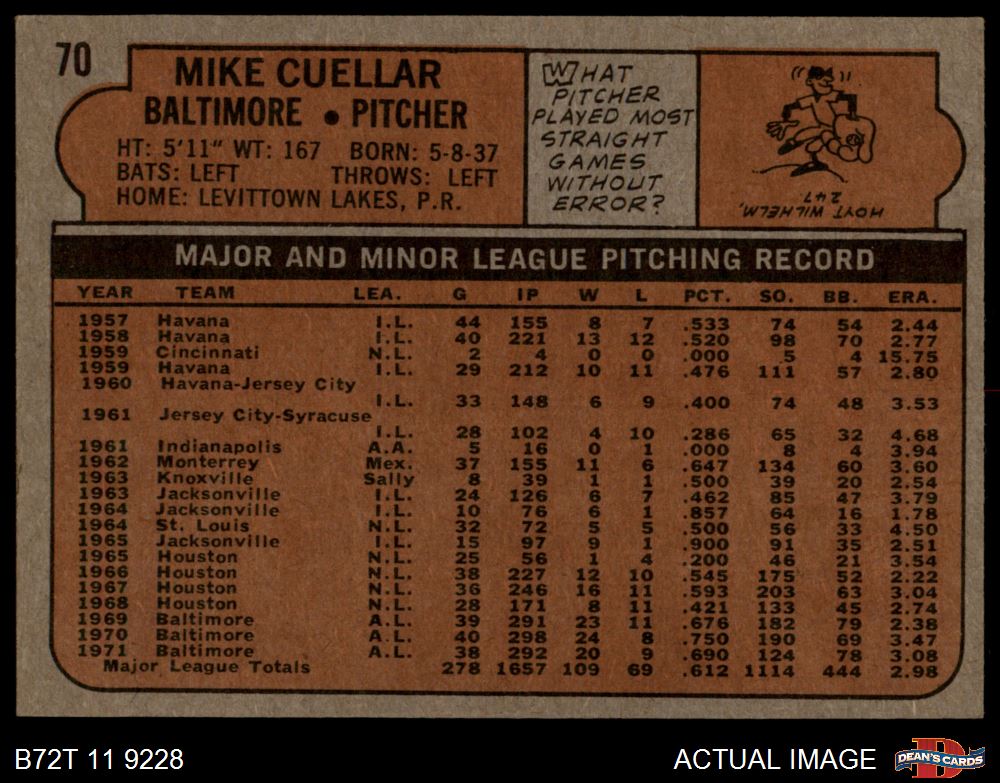 70
MIKE CUELLAR
BALTIMORE • PITCHER
HT: 5'11" WT: 167 BORN: 5-8-37
BATS: LEFT THROWS: LEFT
HOME: LEVITTOWN LAKES, P.R.
WHAT
PITCHER
PLAYED MOST
STRAIGHT
GAMES
WITHOUT
ERROR?
HOYT WILHELM,
247
MAJOR AND MINOR LEAGUE PITCHING RECORD
YEAR TEAM LEA. G IP W L PCT. SO. BB. ERA.
1957 Havana I.L. 44 155 8 7 .533 74 54 2.44
1958 Havana I.L. 40 221 13 12 .520 98 70 2.77
1959 Cincinnati N.L. 2 4 0 0 .000 5 4 15.75
1959 Havana I.L. 29 212 10 11 .476 111 57 2.80
1960 Havana-Jersey City
I.L. 33 148 6 9 .400 74 48 3.53
1961 Jersey City-Syracuse
I.L. 28 102 4 10 .286 65 32 4.68
1961 Indianapolis A.A. 5 16 0 1 .000 8 4 3.94
1962 Monterrey Mex. 37 155 11 6 .647 134 60 3.60
1963 Knoxville Sally 8 39 1 1 .500 39 20 2.54
1963 Jacksonville I.L. 24 126 6 7 .462 85 47 3.79
1964 Jacksonville I.L. 10 76 6 1 .857 64 16 1.78
1964 St. Louis N.L. 32 72 5 5 .500 56 33 4.50
1965 Jacksonville I.L. 15 97 9 1 .900 91 35 2.51
1965 Houston N.L. 25 56 1 4 .200 46 21 3.54
1966 Houston N.L. 38 227 12 10 .545 175 52 2.22
1967 Houston N.L. 36 246 16 11 .593 203 63 3.04
1968 Houston N.L. 28 171 8 11 .421 133 45 2.74
1969 Baltimore A.L. 39 291 23 11 .676 182 79 2.38
1970 Baltimore A.L. 40 298 24 8 .750 190 69 3.47
1971 Baltimore A.L. 38 292 20 9 .690 124 78 3.08
Major League Totals 278 1657 109 69 .612 1114 444 2.98
B72T 11 9228
ACTUAL IMAGE
D
DEAN'S CARDS